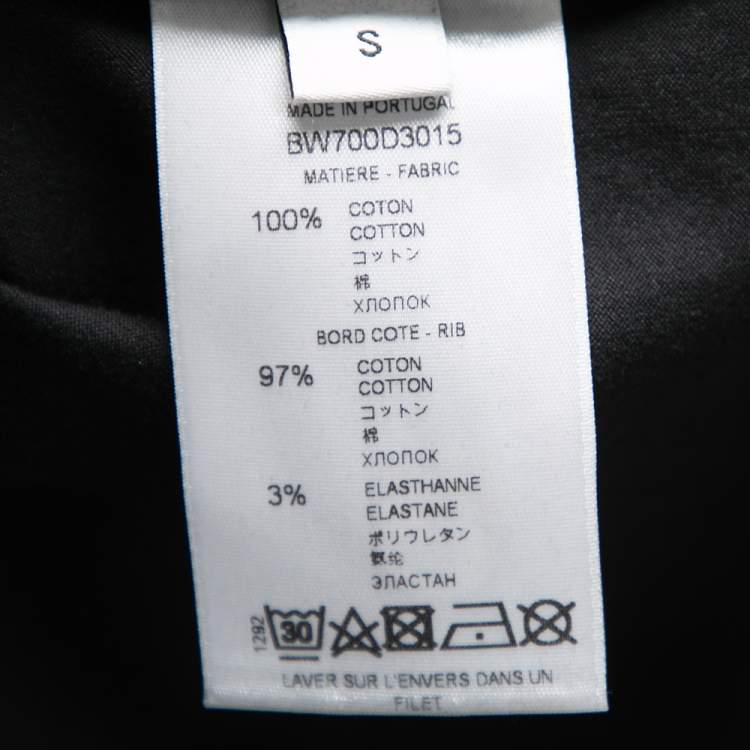 S
MADE IN PORTUGAL
BW700D3015
MATIERE - FABRIC
100% COTON
COTTON
コットン
棉
ХЛОПОК
BORD COTE - RIB
97% COTON
COTTON
コットン
棉
ХЛОПОК
3% ELASTHANNE
ELASTANE
ポリウレタン
氨纶
ЭЛАСТАН
1292 30
LAVER SUR L'ENVERS DANS UN
FILET